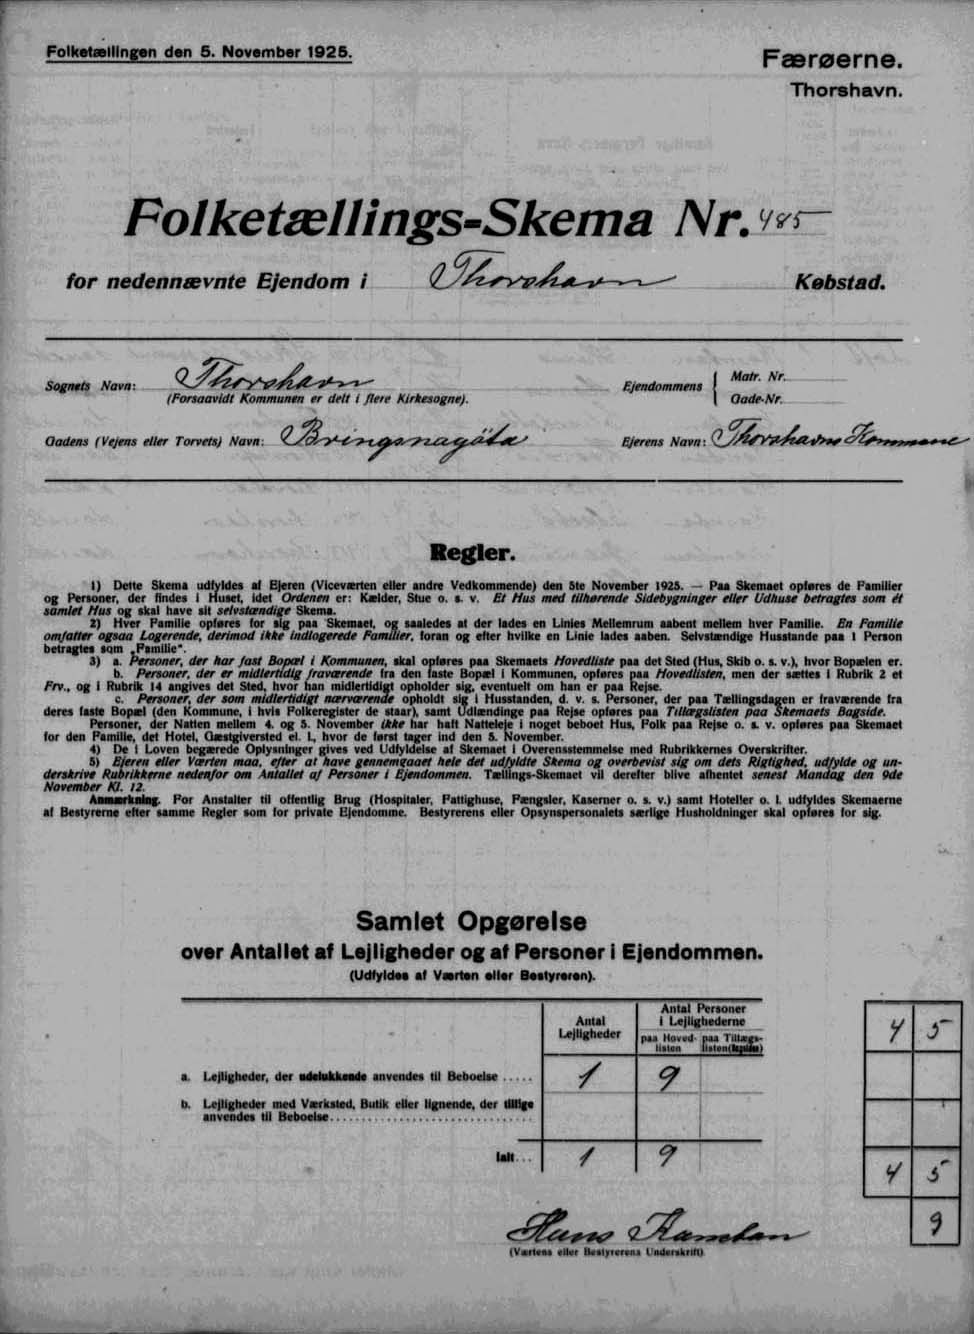 Folketællingen den 5. November 1925.
Færøerne.
Thorshavn.
Folketællings-Skema Nr. 485
for nedennævnte Ejendom i Thorshavn Købstad.
Sognets Navn: Thorshavn
(Forsaavidt Kommunen er delt i flere Kirkesogne).
Ejendommens { Matr. Nr.
Gade-Nr.
Gadens (Vejens eller Torvets) Navn: Bringsnagöta Ejerens Navn: Thorshavns Kommune
Regler.
1) Dette Skema udfyldes af Ejeren (Viceværten eller andre Vedkommende) den 5te November 1925. — Paa Skemaet opføres de Familier
og Personer, der findes i Huset, idet Ordenen er: Kælder, Stue o. s. v. Et Hus med tilhørende Sidebygninger eller Udhuse betragtes som ét
samlet Hus og skal have sit selvstændige Skema.
2) Hver Familie opføres for sig paa Skemaet, og saaledes at der lades en Linies Mellemrum aabent mellem hver Familie. En Familie
omfatter ogsaa Logerende, derimod ikke indlogerede Familier, foran og efter hvilke en Linie lades aaben. Selvstændige Husstande paa 1 Person
betragtes som „Familie".
3) a. Personer, der har fast Bopæl i Kommunen, skal opføres paa Skemaets Hovedliste paa det Sted (Hus, Skib o. s. v.), hvor Bopælen er.
b. Personer, der er midlertidig fraværende fra den faste Bopæl i Kommunen, opføres paa Hovedlisten, men der sættes i Rubrik 2 et
Frv., og i Rubrik 14 angives det Sted, hvor han midlertidigt opholder sig, eventuelt om han er paa Rejse.
c. Personer, der som midlertidigt nærværende opholdt sig i Husstanden, d. v. s. Personer, der paa Tællingsdagen er fraværende fra
deres faste Bopæl (den Kommune, i hvis Folkeregister de staar), samt Udlændinge paa Rejse opføres paa Tillægslisten paa Skemaets Bagside.
Personer, der Natten mellem 4. og 5. November ikke har haft Natteleje i noget beboet Hus, Folk paa Rejse o. s. v. opføres paa Skemaet
for den Familie, det Hotel, Gæstgiversted el. l., hvor de først tager ind den 5. November.
4) De i Loven begærede Oplysninger gives ved Udfyldelse af Skemaet i Overensstemmelse med Rubrikkernes Overskrifter.
5) Ejeren eller Værten maa, efter at have gennemgaaet hele det udfyldte Skema og overbevist sig om dets Rigtighed, udfylde og un-
derskrive Rubrikkerne nedenfor om Antallet af Personer i Ejendommen. Tællings-Skemaet vil derefter blive afhentet senest Mandag den 9de
November Kl. 12.
Anmærkning. For Anstalter til offentlig Brug (Hospitaler, Fattighuse, Fængsler, Kaserner o. s. v.) samt Hoteller o. l. udfyldes Skemaerne
af Bestyrerne efter samme Regler som for private Ejendomme. Bestyrerens eller Opsynspersonalets særlige Husholdninger skal opføres for sig.
Samlet Opgørelse
over Antallet af Lejligheder og af Personer i Ejendommen.
(Udfyldes af Værten eller Bestyreren).
Antal
Lejligheder
Antal Personer
i Lejlighederne
paa Hoved-
listen
paa Tillægs-
listen
4 5
a. Lejligheder, der udelukkende anvendes til Beboelse ..... 1 9
b. Lejligheder med Værksted, Butik eller lignende, der tillige
anvendes til Beboelse
Ialt... 1 9
4 5
9
Hans
(Værtens eller Bestyrerens Underskrift)